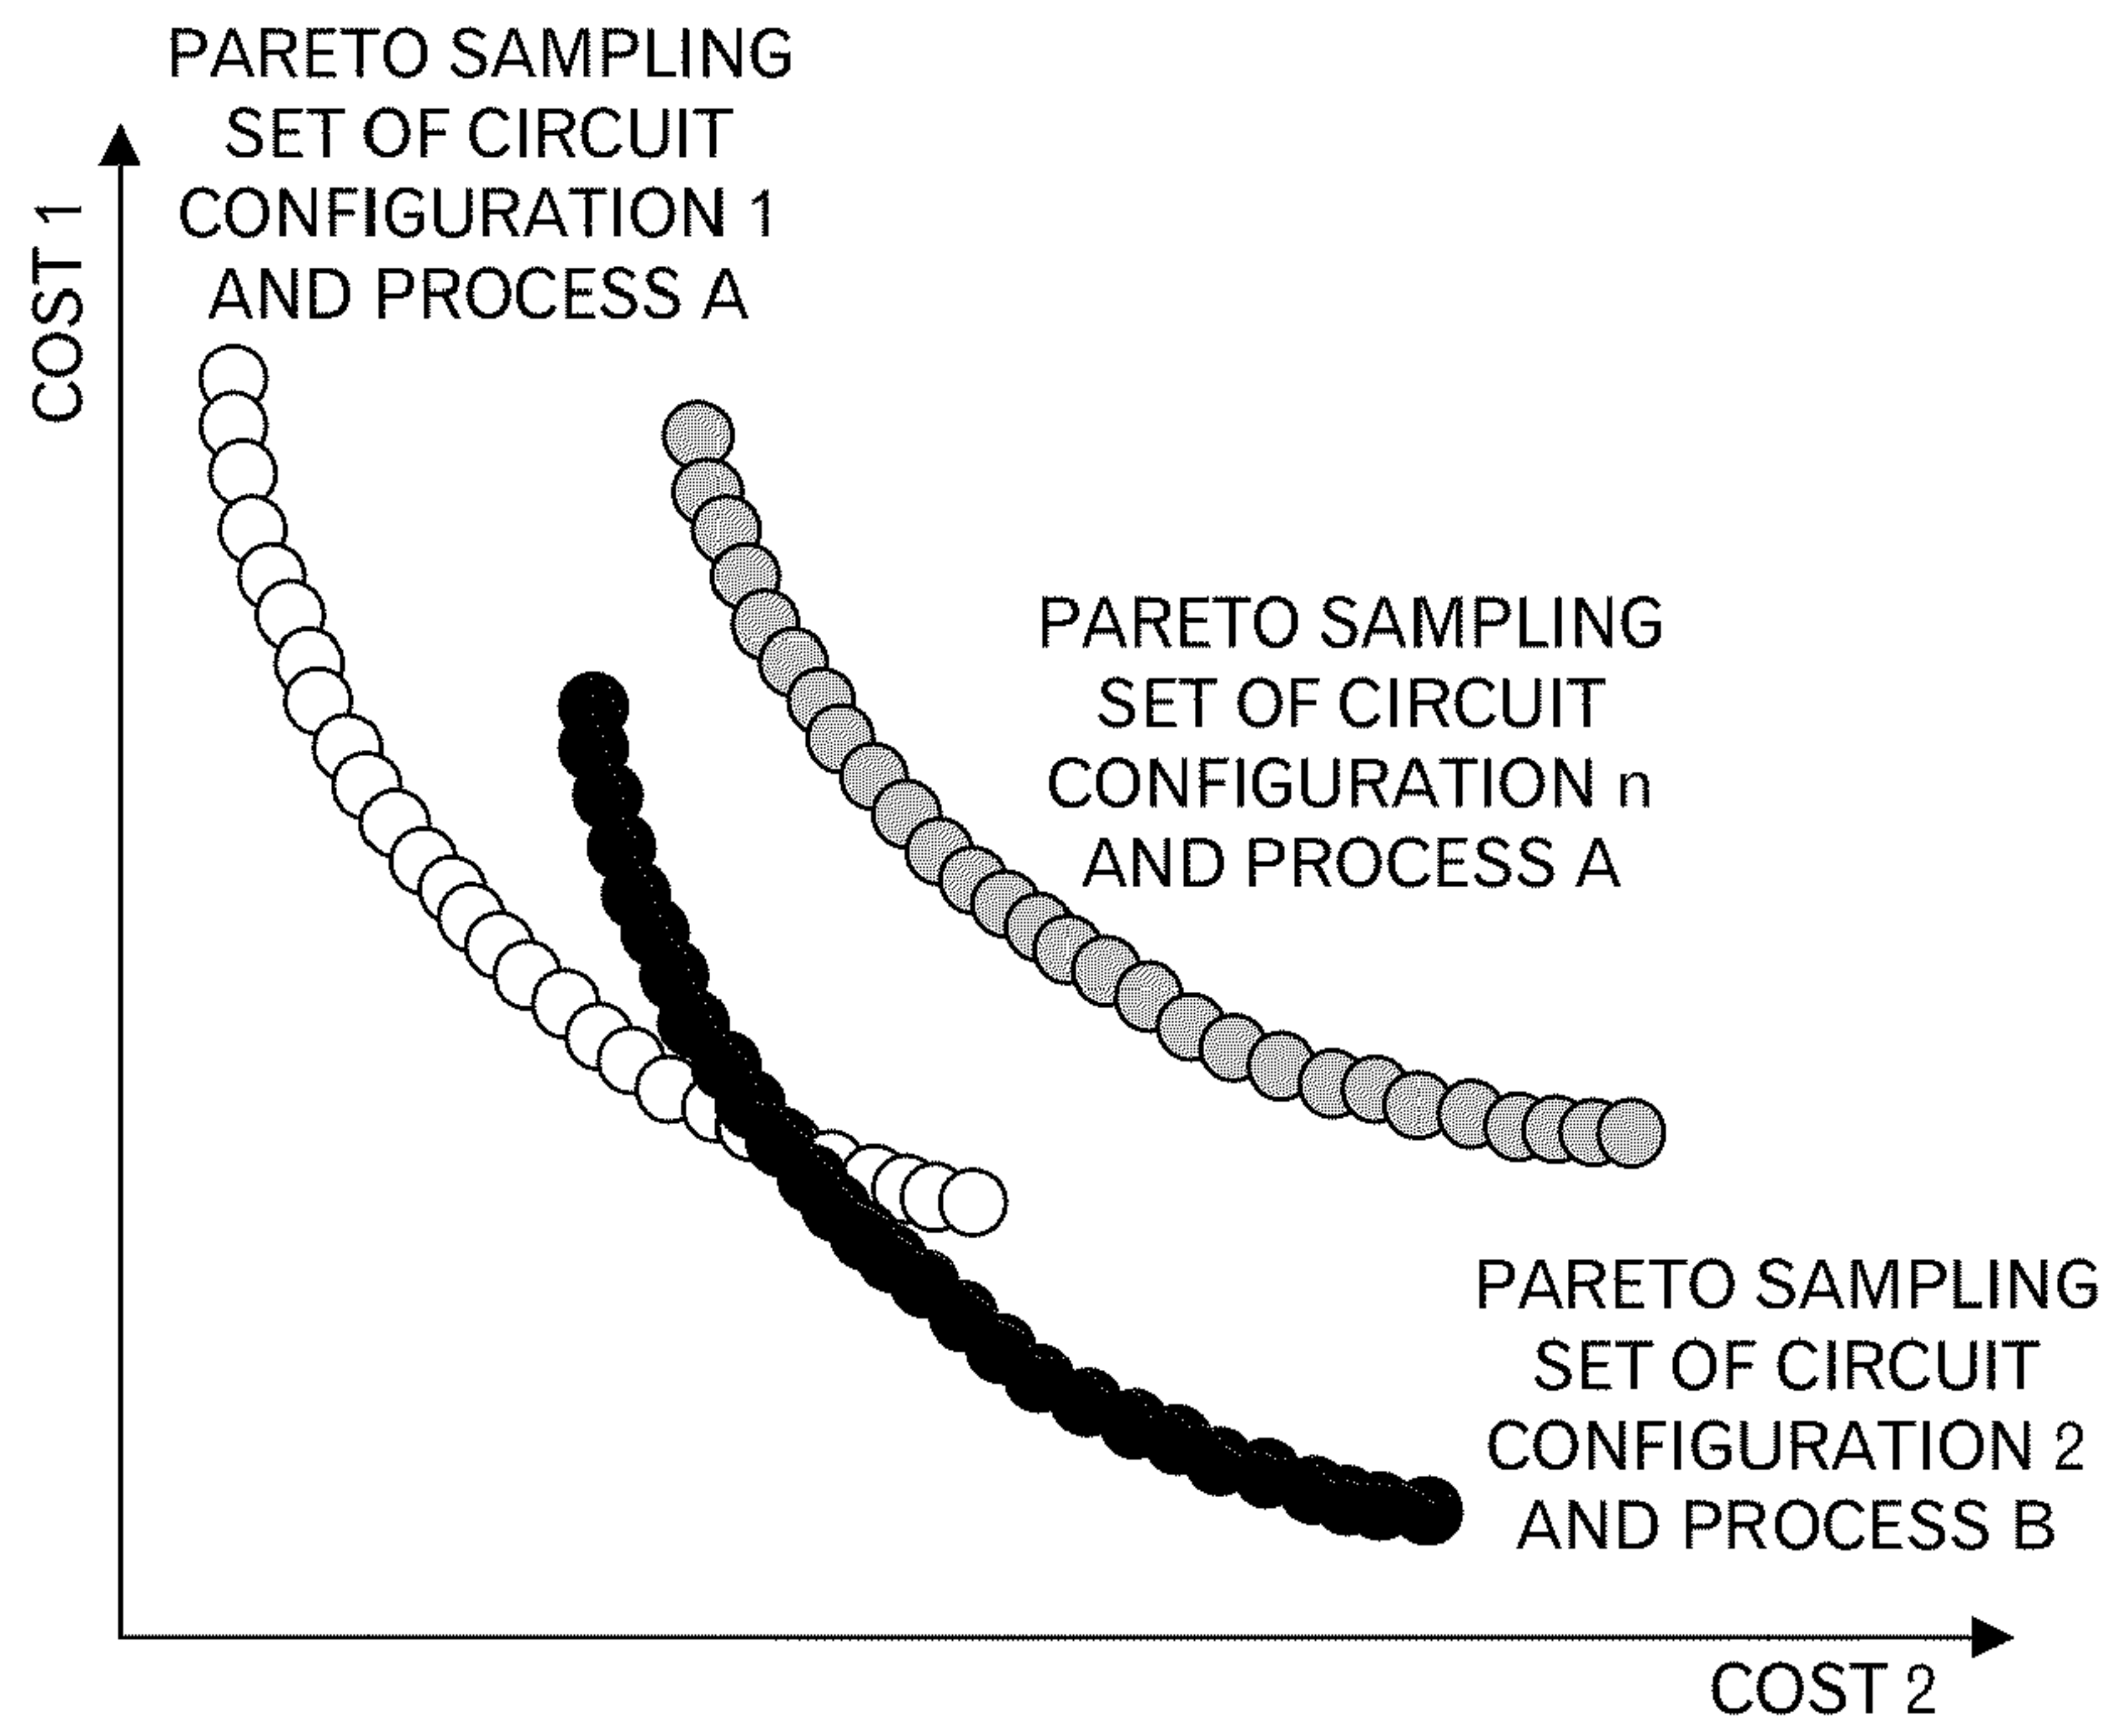 PARETO SAMPLING
SET OF CIRCUIT
CONFIGURATION 1
AND PROCESS A
COST 1
PARETO SAMPLING
SET OF CIRCUIT
CONFIGURATION n
AND PROCESS A
PARETO SAMPLING
SET OF CIRCUIT
CONFIGURATION 2
AND PROCESS B
COST 2